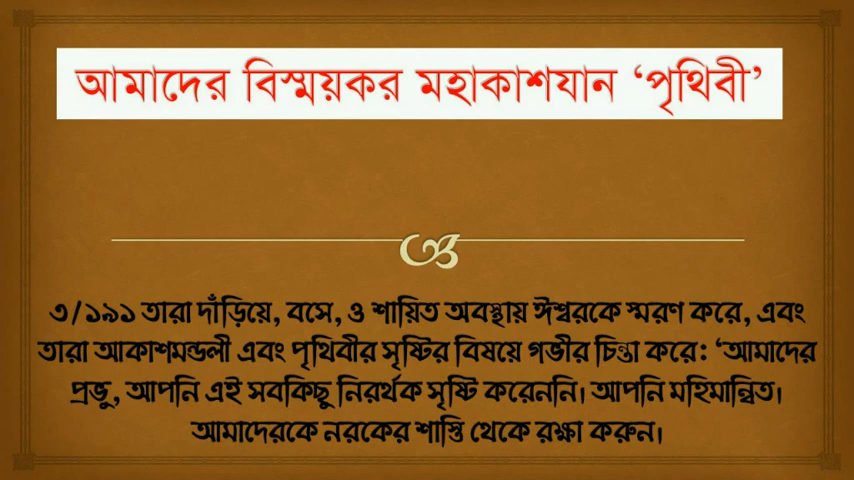 আমাদের বিস্ময়কর মহাকাশযান ‘পৃথিবী’
৩/১৯১ তারা দাঁড়িয়ে, বসে, ও শায়িত অবস্থায় ঈশ্বরকে স্মরণ করে, এবং
তারা আকাশমন্ডলী এবং পৃথিবীর সৃষ্টির বিষয়ে গভীর চিন্তা করে: ‘আমাদের
প্রভু, আপনি এই সবকিছু নিরর্থক সৃষ্টি করেননি। আপনি মহিমান্বিত।
আমাদেরকে নরকের শাস্তি থেকে রক্ষা করুন।